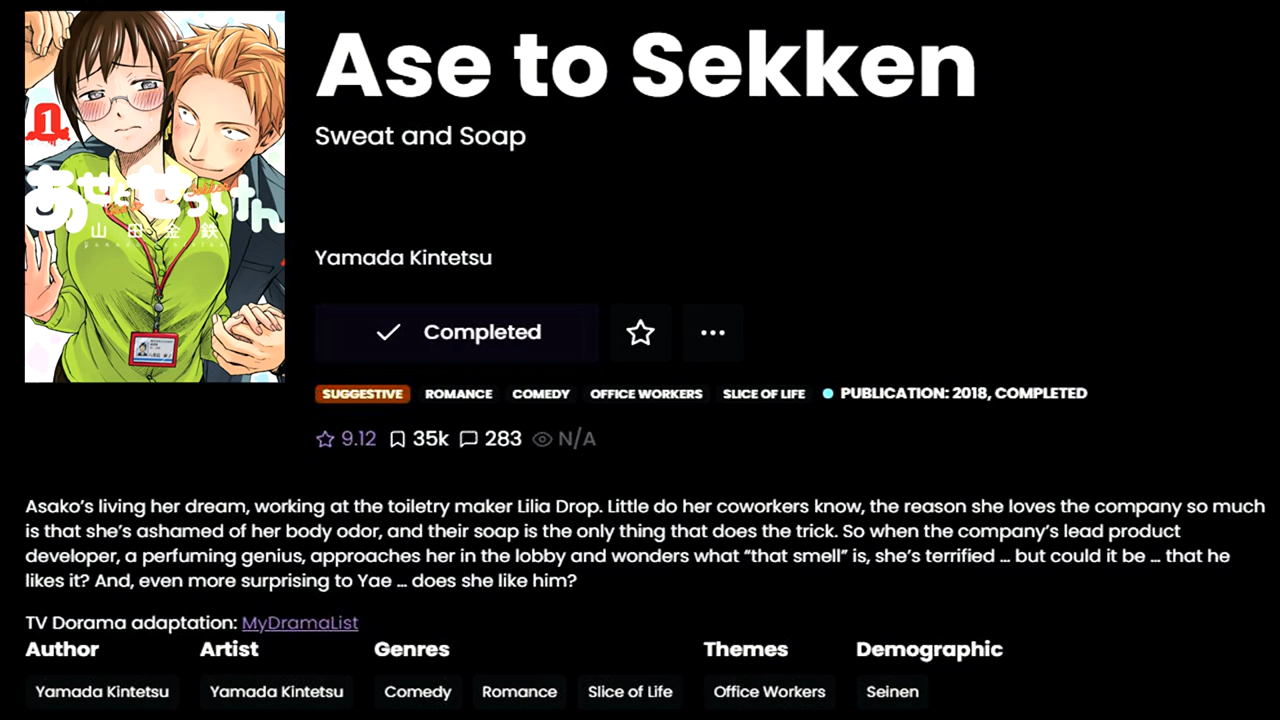 Ase to Sekken
Sweat and Soap
1
あせとせっけん
山田金鉄
Yamada Kintetsu
Completed
SUGGESTIVE ROMANCE COMEDY OFFICE WORKERS SLICE OF LIFE PUBLICATION: 2018, COMPLETED
9.12 35k 283 N/A
Asako’s living her dream, working at the toiletry maker Lilia Drop. Little do her coworkers know, the reason she loves the company so much
is that she’s ashamed of her body odor, and their soap is the only thing that does the trick. So when the company’s lead product
developer, a perfuming genius, approaches her in the lobby and wonders what “that smell” is, she’s terrified ... but could it be ... that he
likes it? And, even more surprising to Yae ... does she like him?
TV Dorama adaptation: MyDramaList
Author Artist Genres Themes Demographic
Yamada Kintetsu Yamada Kintetsu Comedy Romance Slice of Life Office Workers Seinen